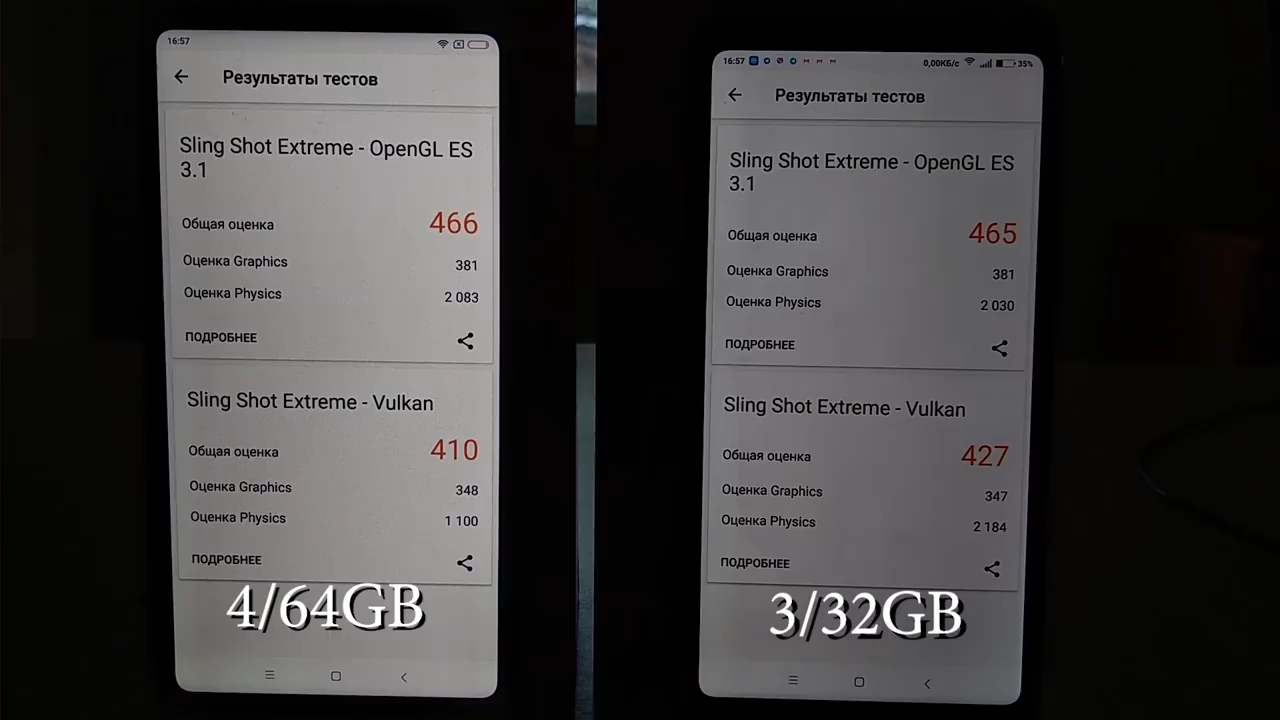 16:57
Результаты тестов
Sling Shot Extreme - OpenGL ES
3.1
Общая оценка 466
Оценка Graphics 381
Оценка Physics 2 083
ПОДРОБНЕЕ
Sling Shot Extreme - Vulkan
Общая оценка 410
Оценка Graphics 348
Оценка Physics 1 100
ПОДРОБНЕЕ
4/64GB
16:57 0,00КБ/с 35%
Результаты тестов
Sling Shot Extreme - OpenGL ES
3.1
Общая оценка 465
Оценка Graphics 381
Оценка Physics 2 030
ПОДРОБНЕЕ
Sling Shot Extreme - Vulkan
Общая оценка 427
Оценка Graphics 347
Оценка Physics 2 184
ПОДРОБНЕЕ
3/32GB